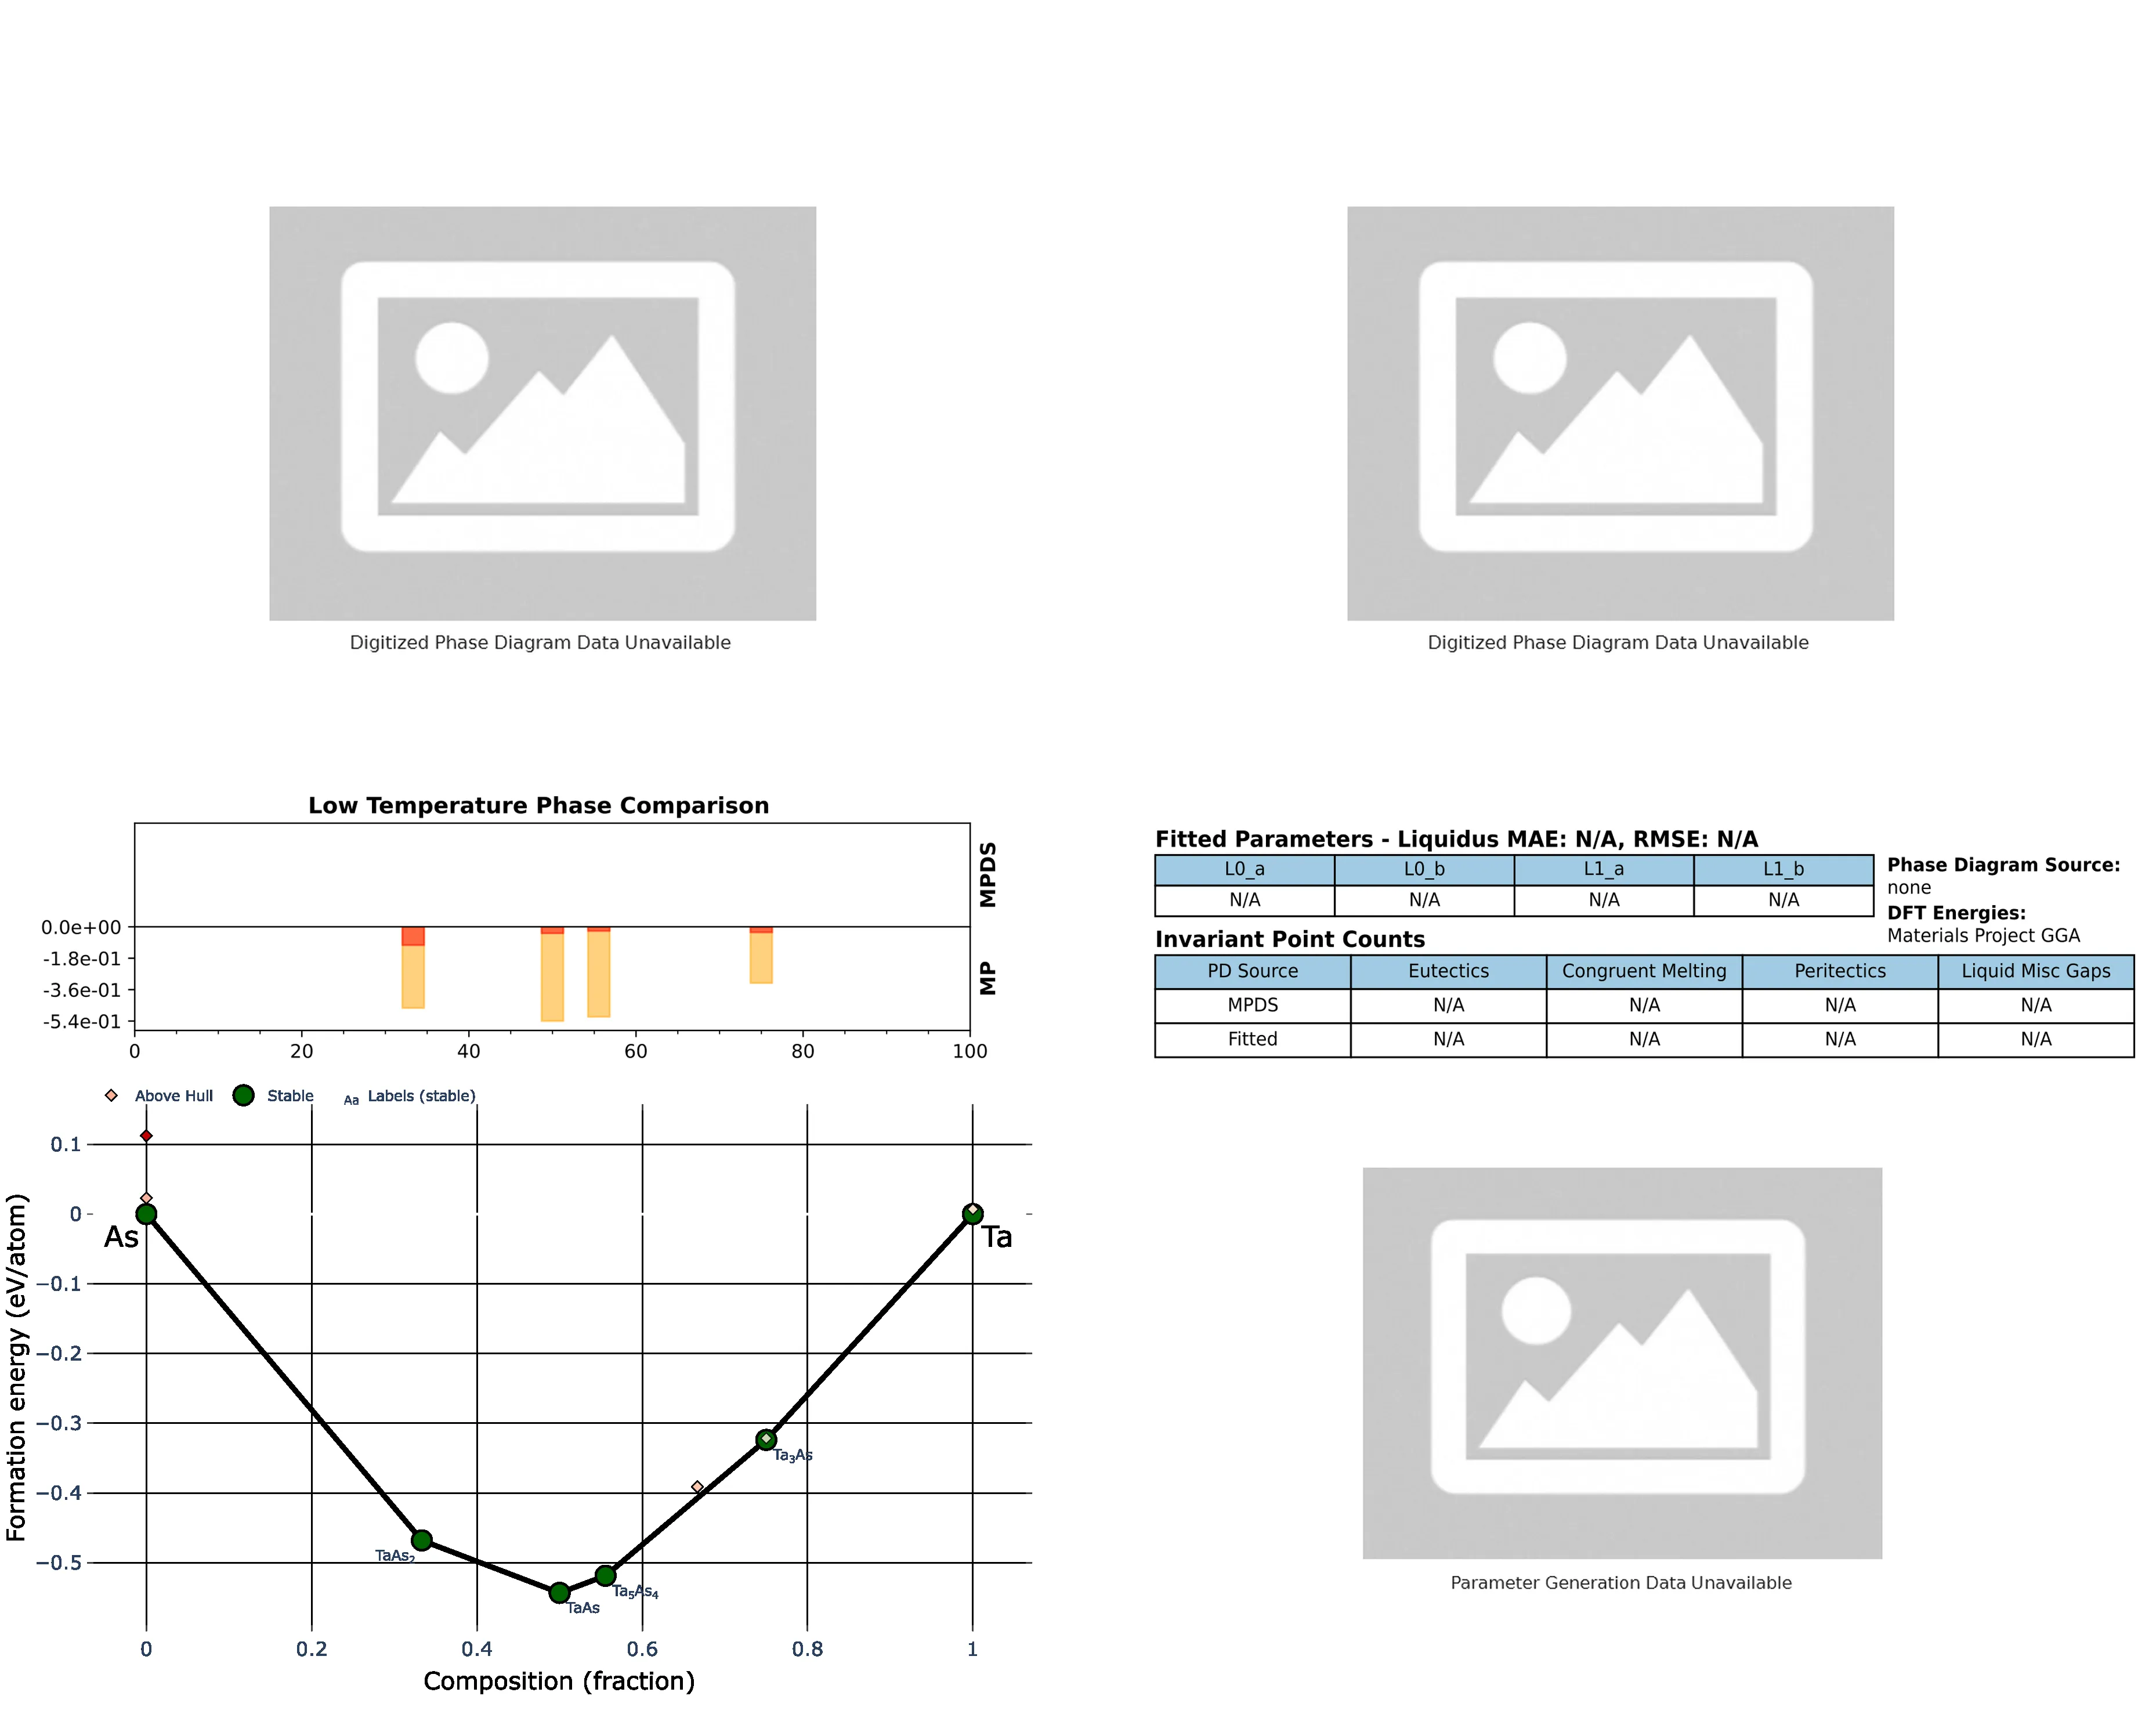 Digitized Phase Diagram Data Unavailable
Digitized Phase Diagram Data Unavailable
Low Temperature Phase Comparison
MPDS
MP
0.0e+00
-1.8e-01
-3.6e-01
-5.4e-01
0 20 40 60 80 100
Fitted Parameters - Liquidus MAE: N/A, RMSE: N/A
L0_a L0_b L1_a L1_b
N/A N/A N/A N/A
Phase Diagram Source:
none
DFT Energies:
Materials Project GGA
Invariant Point Counts
PD Source Eutectics Congruent Melting Peritectics Liquid Misc Gaps
MPDS N/A N/A N/A N/A
Fitted N/A N/A N/A N/A
Above Hull Stable Aa Labels (stable)
Formation energy (eV/atom)
0.1
0
−0.1
−0.2
−0.3
−0.4
−0.5
As
Ta
Ta₃As
TaAs₂
Ta₅As₄
TaAs
0 0.2 0.4 0.6 0.8 1
Composition (fraction)
Parameter Generation Data Unavailable